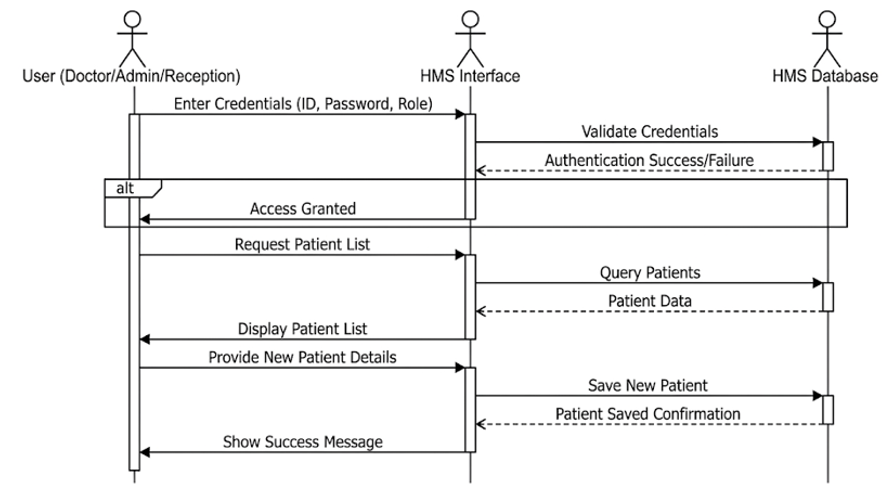 User (Doctor/Admin/Reception)
HMS Interface
HMS Database
Enter Credentials (ID, Password, Role)
Validate Credentials
Authentication Success/Failure
alt
Access Granted
Request Patient List
Query Patients
Patient Data
Display Patient List
Provide New Patient Details
Save New Patient
Patient Saved Confirmation
Show Success Message